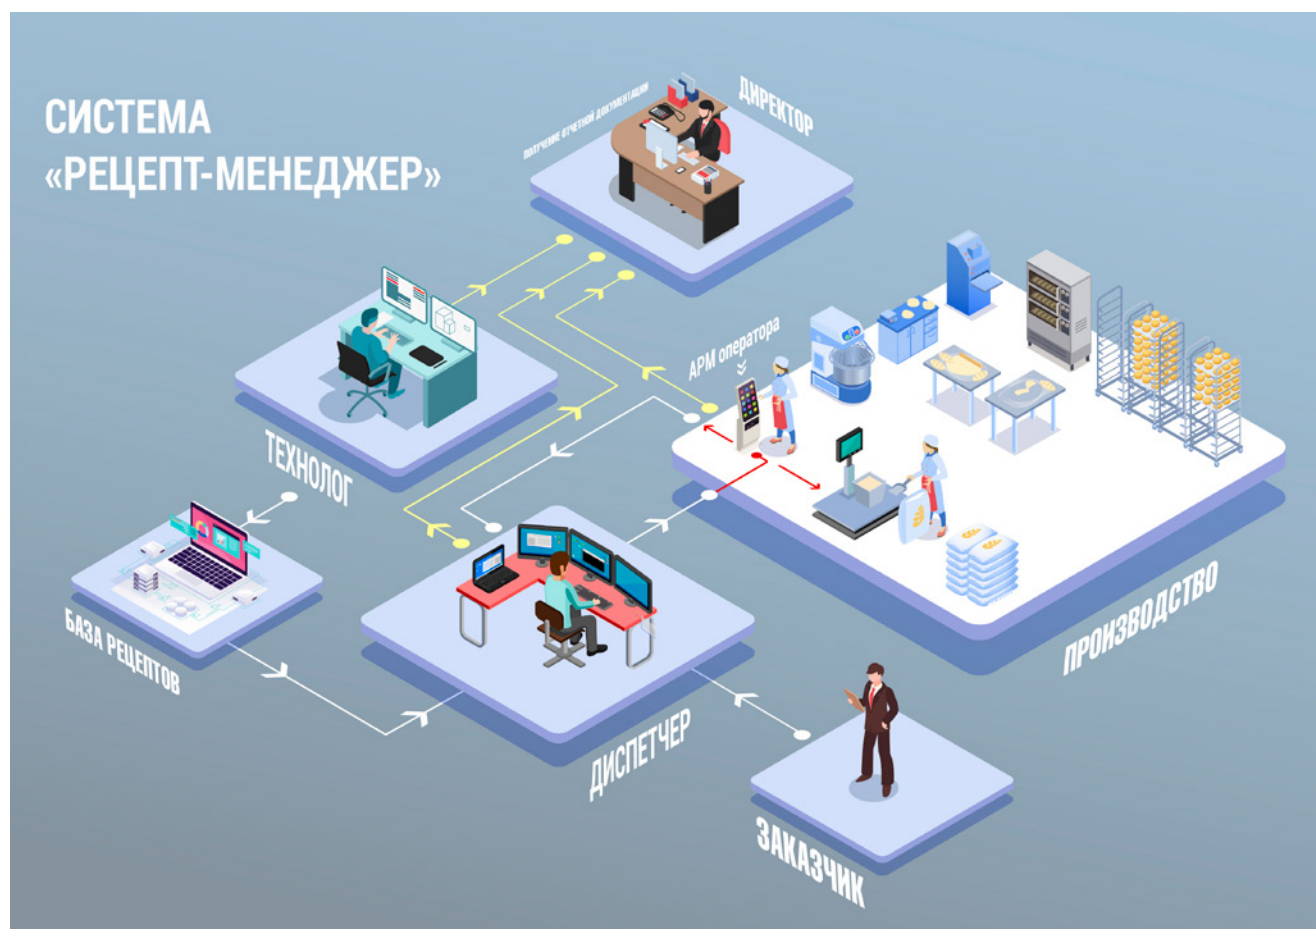 СИСТЕМА
«РЕЦЕПТ-МЕНЕДЖЕР»
ПОЛУЧЕНИЕ ОТЧЕТНОЙ ДОКУМЕНТАЦИИ
ДИРЕКТОР
АРМ оператора
ТЕХНОЛОГ
БАЗА РЕЦЕПТОВ
ДИСПЕТЧЕР
ПРОИЗВОДСТВО
ЗАКАЗЧИК